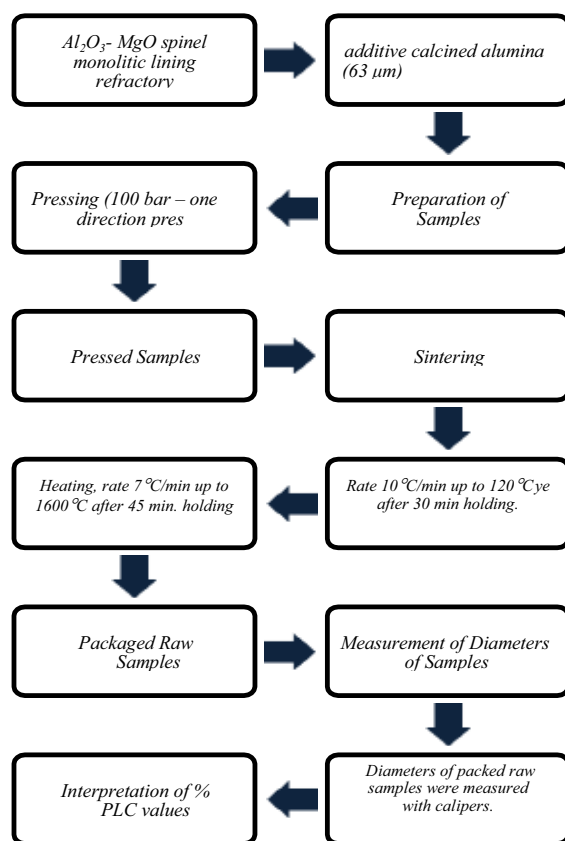 Al₂O₃- MgO spinel
monolitic lining
refractory
additive calcined alumina
(63 μm)
Preparation of
Samples
Pressing (100 bar – one
direction pres
Pressed Samples
Sintering
Rate 10℃/min up to 120℃ye
after 30 min holding.
Heating, rate 7℃/min up to
1600℃ after 45 min. holding
Packaged Raw
Samples
Measurement of Diameters
of Samples
Diameters of packed raw
samples were measured
with calipers.
Interpretation of %
PLC values